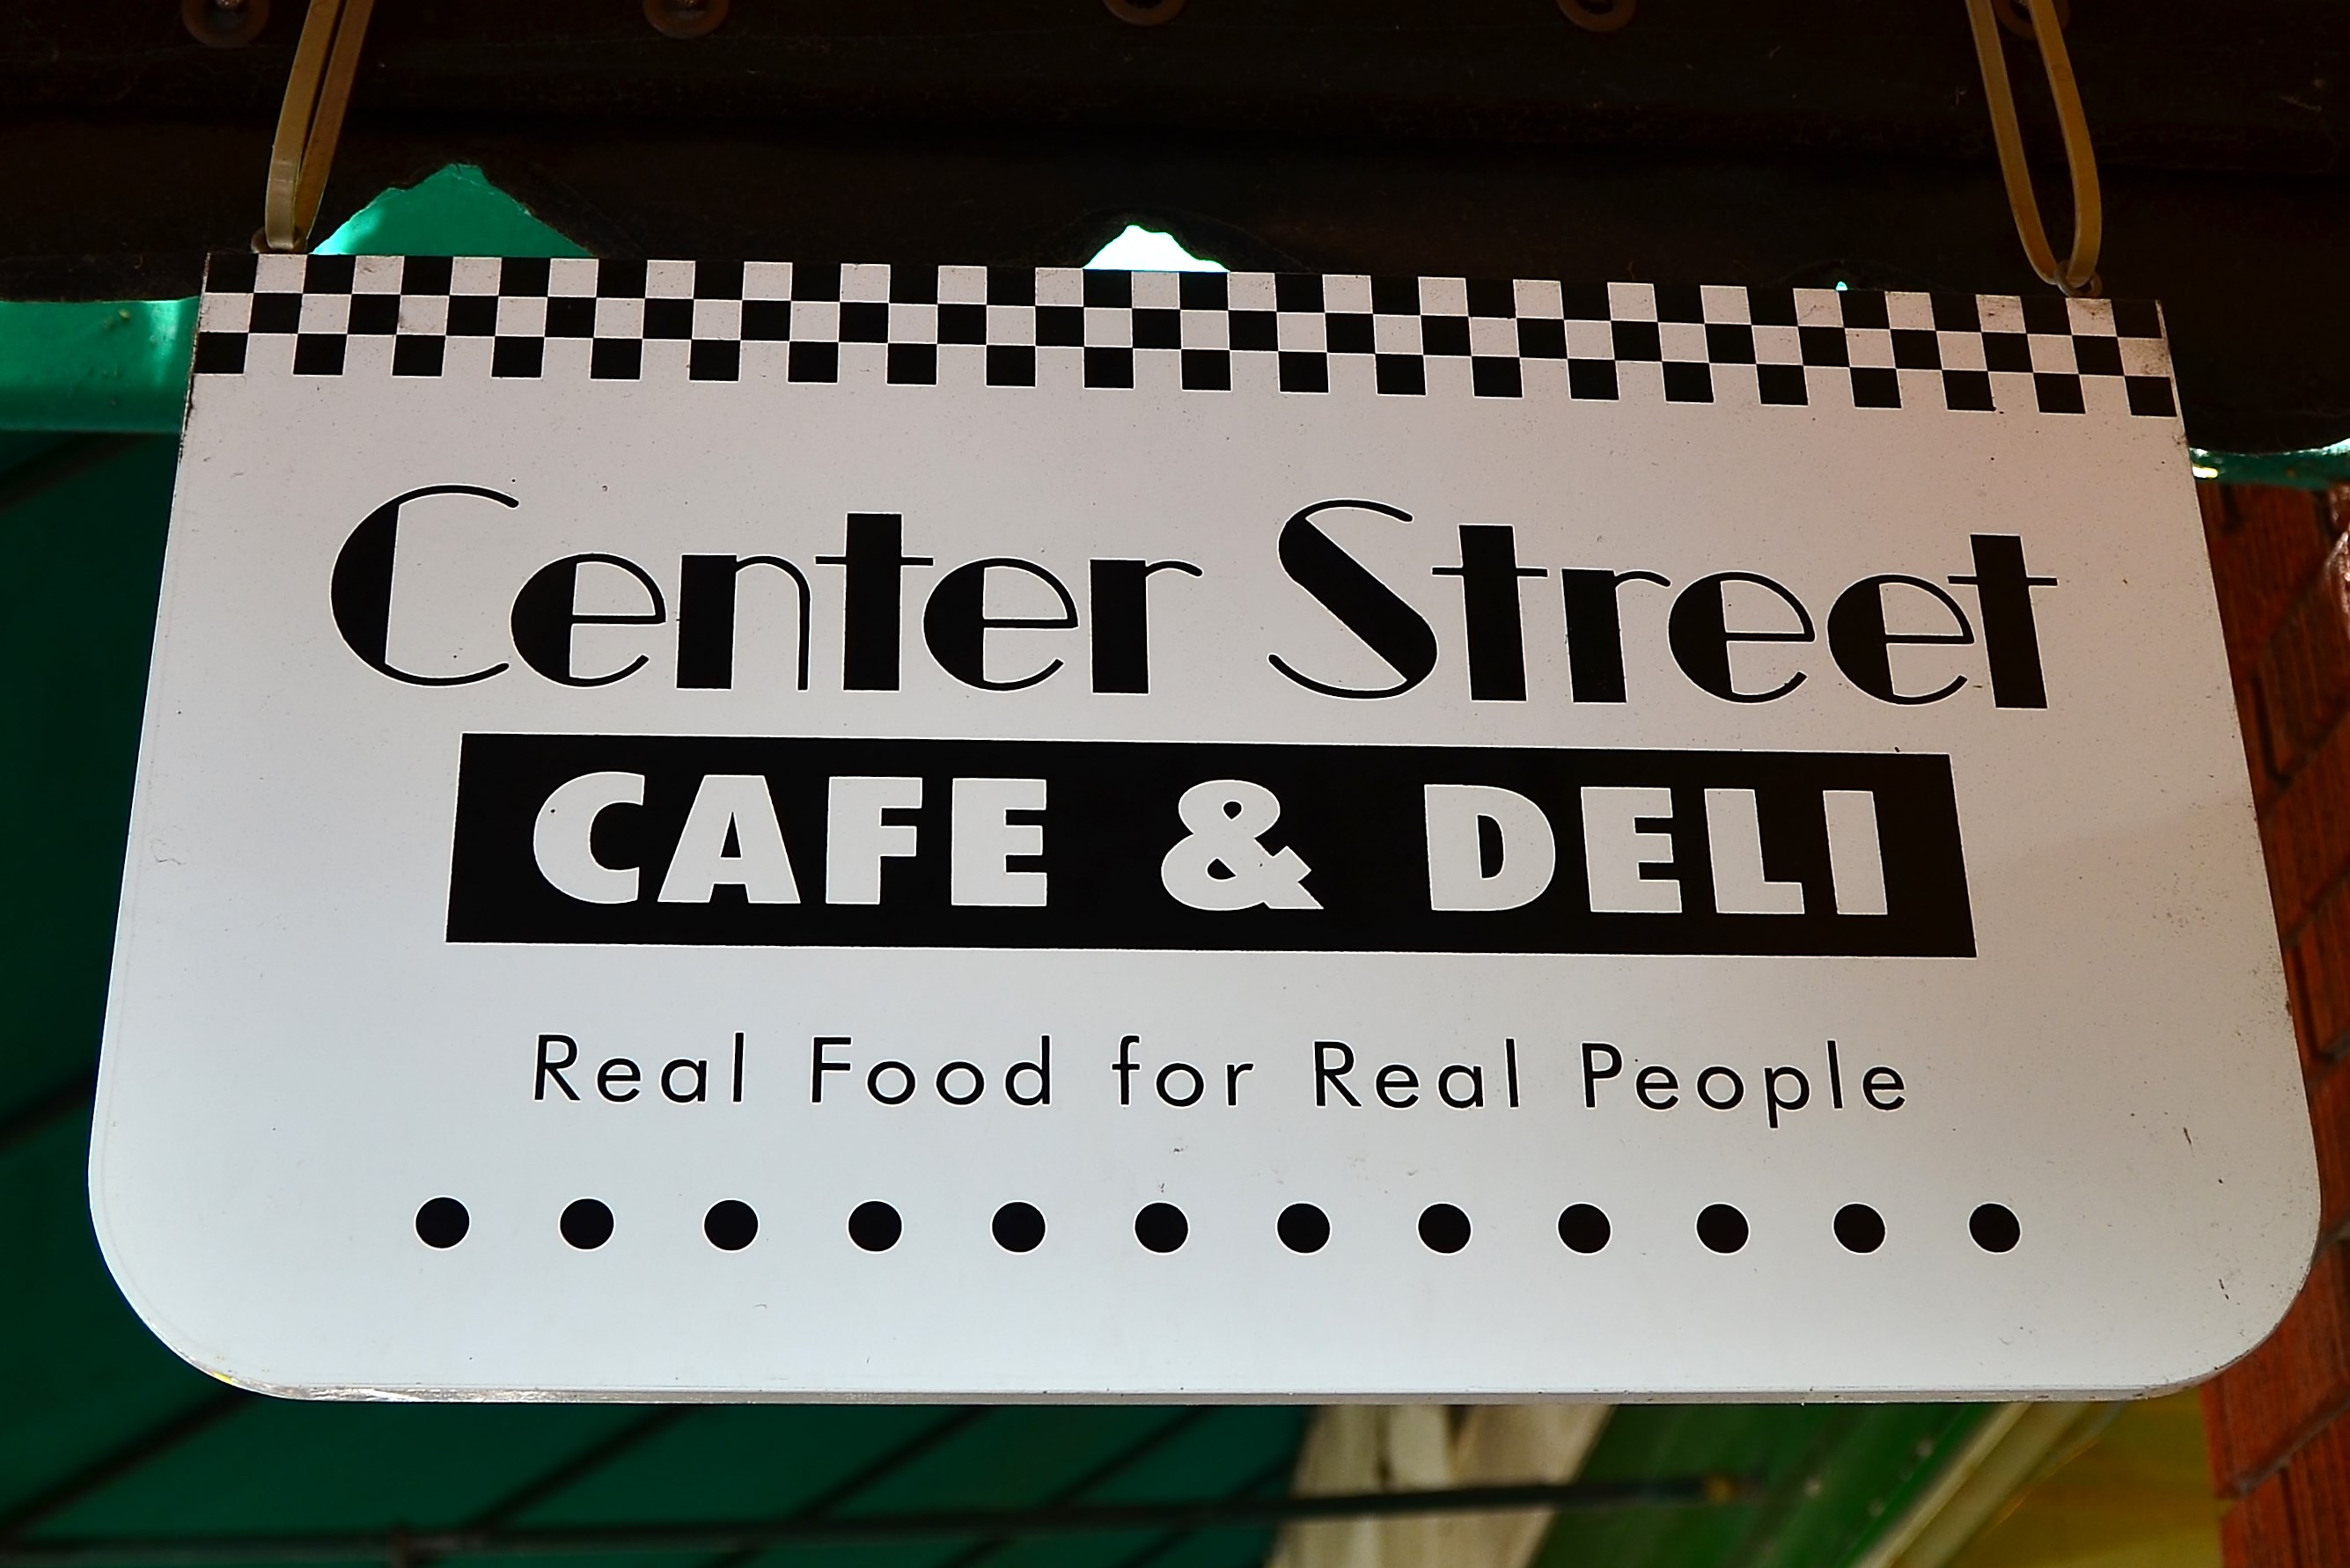 Center Street
CAFE & DELI
Real Food for Real People